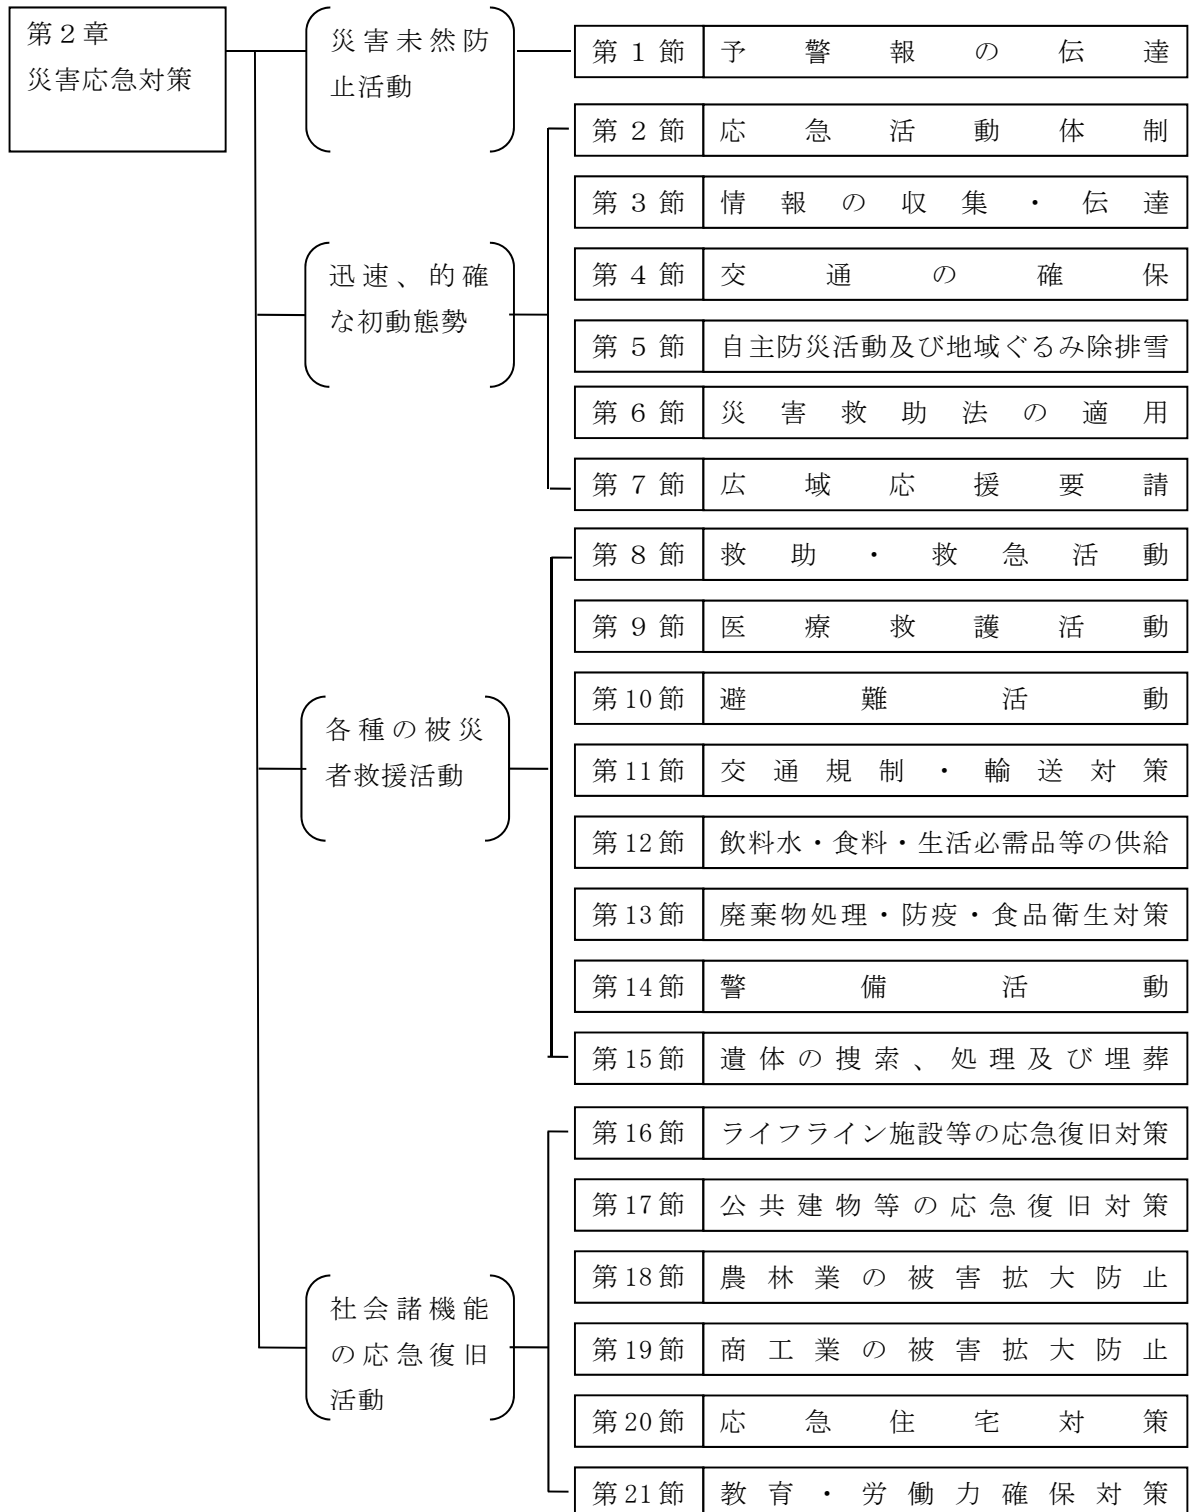 第２章
災害応急対策
災害未然防
止活動
第１節 予警報の伝達
第２節 応急活動体制
第３節 情報の収集・伝達
迅速、的確
な初動態勢
第４節 交通の確保
第５節 自主防災活動及び地域ぐるみ除排雪
第６節 災害救助法の適用
第７節 広域応援要請
第８節 救助・救急活動
第９節 医療救護活動
各種の被災
者救援活動
第10節 避難活動
第11節 交通規制・輸送対策
第12節 飲料水・食料・生活必需品等の供給
第13節 廃棄物処理・防疫・食品衛生対策
第14節 警備活動
第15節 遺体の捜索、処理及び埋葬
第16節 ライフライン施設等の応急復旧対策
第17節 公共建物等の応急復旧対策
社会諸機能
の応急復旧
活動
第18節 農林業の被害拡大防止
第19節 商工業の被害拡大防止
第20節 応急住宅対策
第21節 教育・労働力確保対策